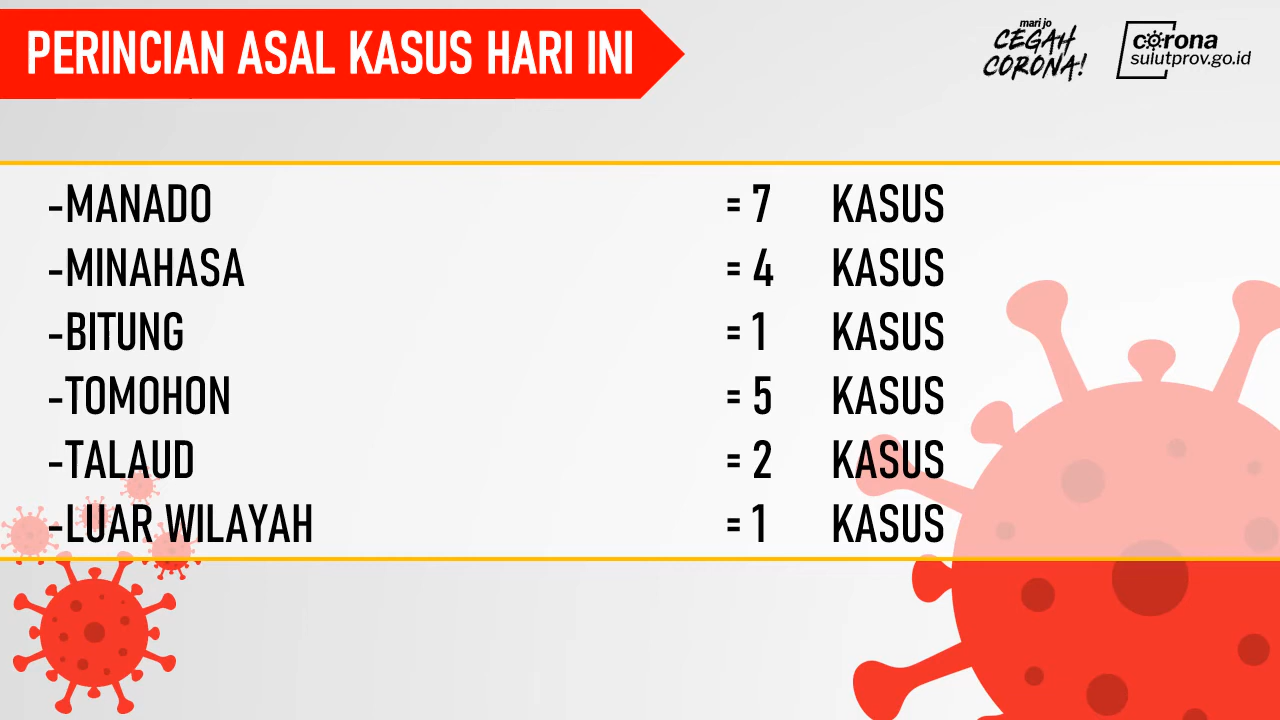 PERINCIAN ASAL KASUS HARI INI
mari jo
CEGAH
CORONA!
corona
sulutprov.go.id
-MANADO = 7 KASUS
-MINAHASA = 4 KASUS
-BITUNG = 1 KASUS
-TOMOHON = 5 KASUS
-TALAUD = 2 KASUS
-LUAR WILAYAH = 1 KASUS